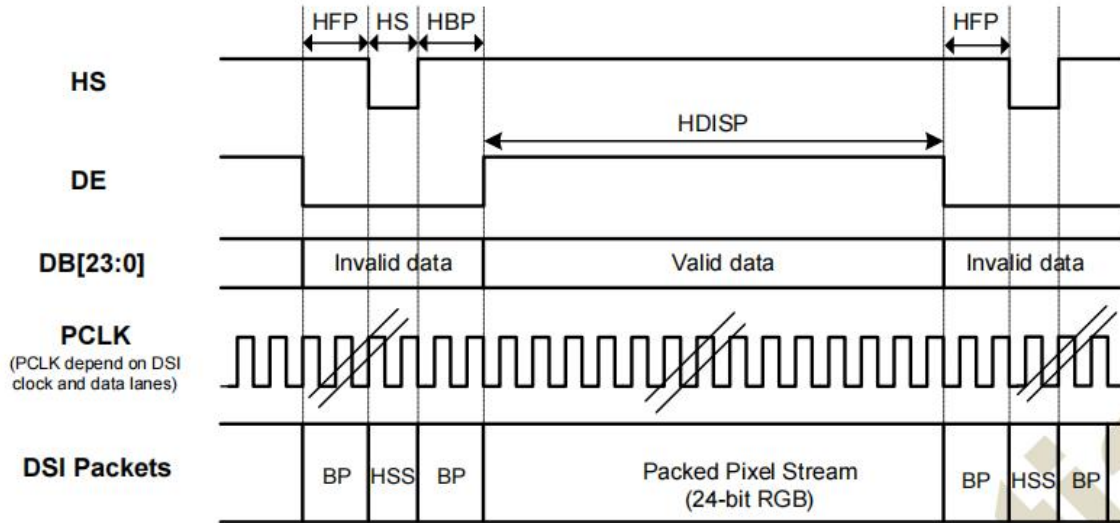 HFP HS HBP HFP
HS
HDISP
DE
DB[23:0] Invalid data Valid data Invalid data
PCLK
(PCLK depend on DSI
clock and data lanes)
DSI Packets BP HSS BP Packed Pixel Stream BP HSS BP
(24-bit RGB)